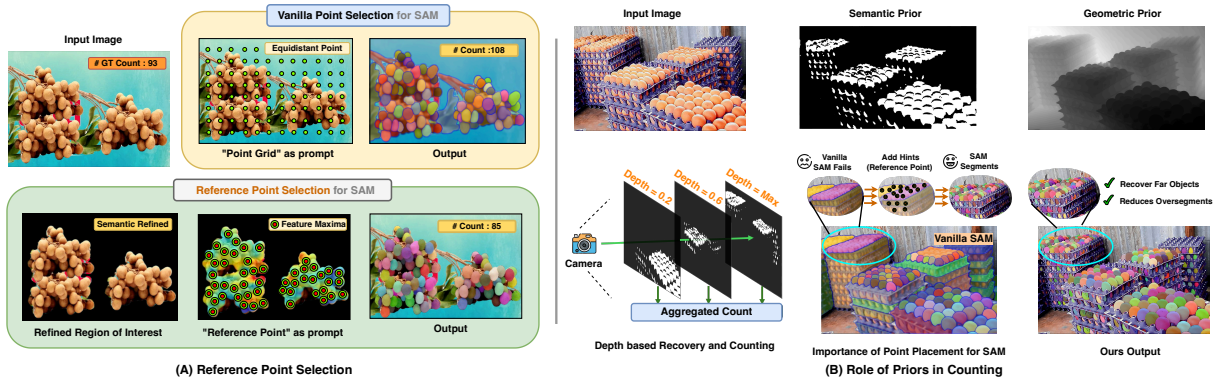 Vanilla Point Selection for SAM
Input Image
# GT Count : 93
Equidistant Point
# Count :108
"Point Grid" as prompt
Output
Reference Point Selection for SAM
Semantic Refined
Feature Maxima
# Count : 85
Refined Region of Interest
"Reference Point" as prompt
Output
(A) Reference Point Selection
Input Image
Semantic Prior
Geometric Prior
Depth = 0.2
Depth = 0.6
Depth = Max
Camera
Aggregated Count
Depth based Recovery and Counting
Vanilla
SAM Fails
Add Hints
(Reference Point)
SAM
Segments
Vanilla SAM
Importance of Point Placement for SAM
Recover Far Objects
Reduces Oversegments
Ours Output
(B) Role of Priors in Counting